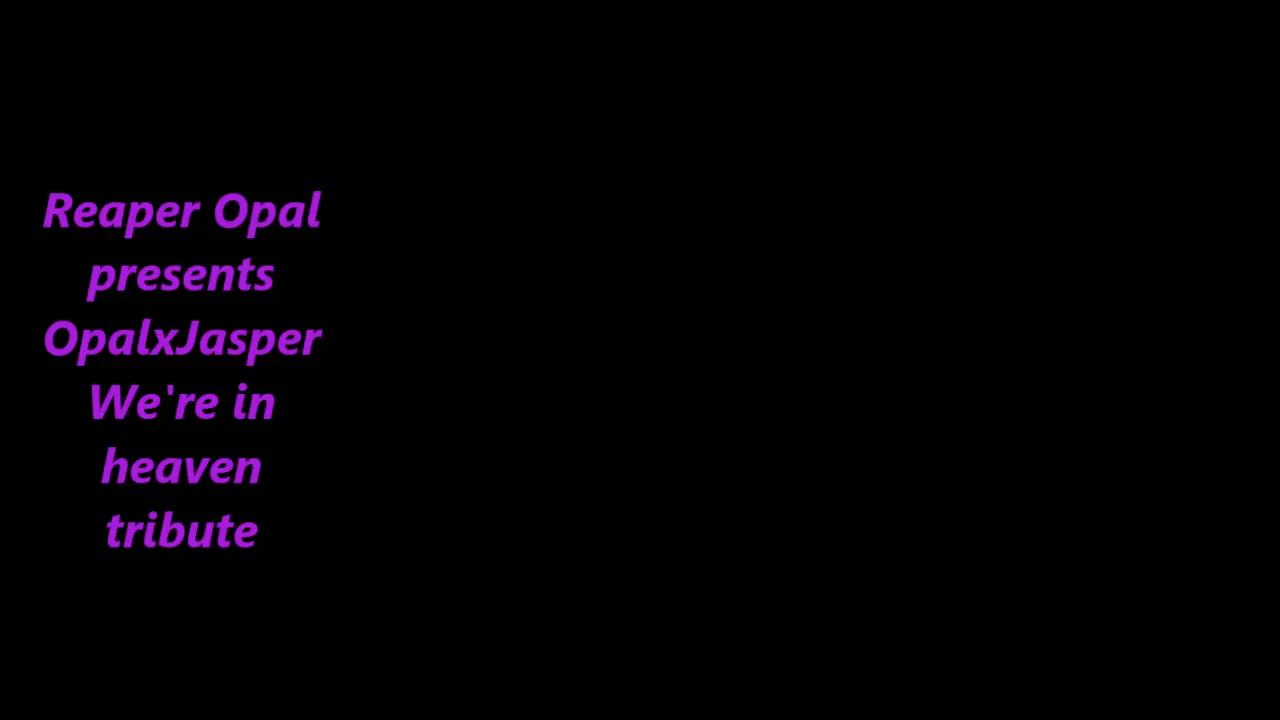 Reaper Opal
presents
OpalxJasper
We're in
heaven
tribute